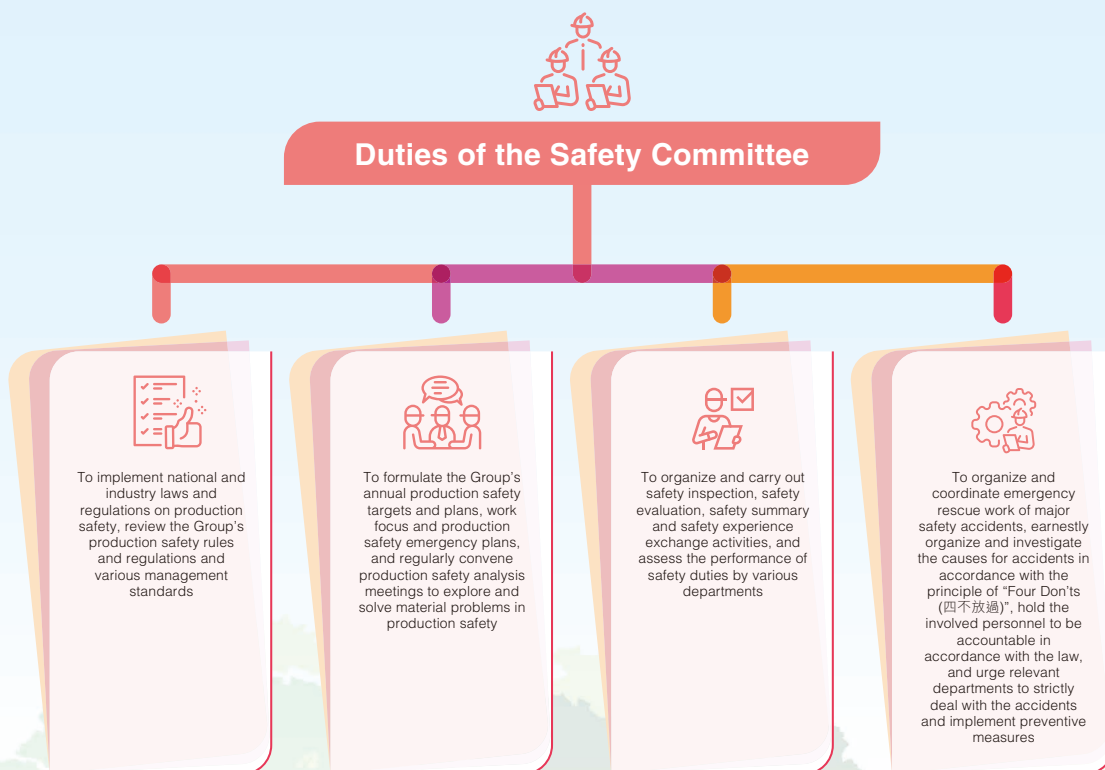 Duties of the Safety Committee
To implement national and
industry laws and
regulations on production
safety, review the Group's
production safety rules
and regulations and
various management
standards
To formulate the Group's
annual production safety
targets and plans, work
focus and production
safety emergency plans,
and regularly convene
production safety analysis
meetings to explore and
solve material problems in
production safety
To organize and carry out
safety inspection, safety
evaluation, safety summary
and safety experience
exchange activities, and
assess the performance of
safety duties by various
departments
To organize and
coordinate emergency
rescue work of major
safety accidents, earnestly
organize and investigate
the causes for accidents in
accordance with the
principle of “Four Don'ts
(四不放過)”, hold the
involved personnel to be
accountable in
accordance with the law,
and urge relevant
departments to strictly
deal with the accidents
and implement preventive
measures